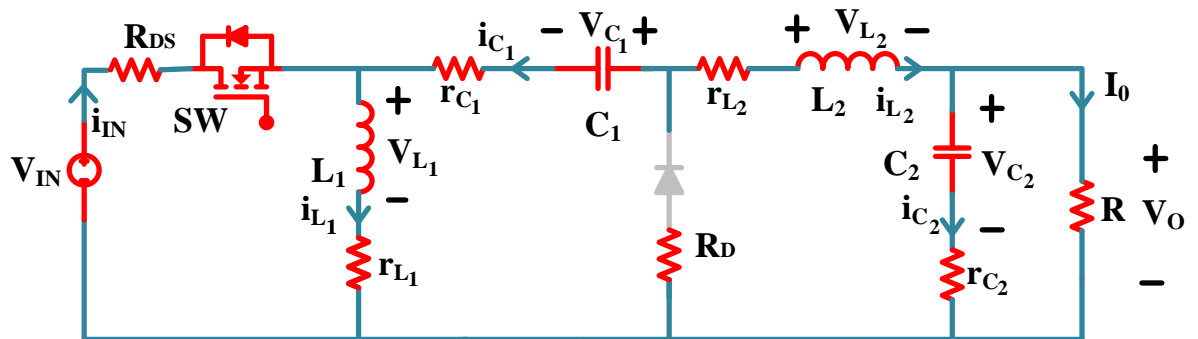 R_DS
SW
i_IN
V_IN
+
V_L1
−
L_1
i_L1
r_L1
i_C1
r_C1
− V_C1 +
C_1
r_L2
+ V_L2 −
L_2
i_L2
R_D
+
C_2
V_C2
i_C2
−
r_C2
I_0
+
R
V_O
−